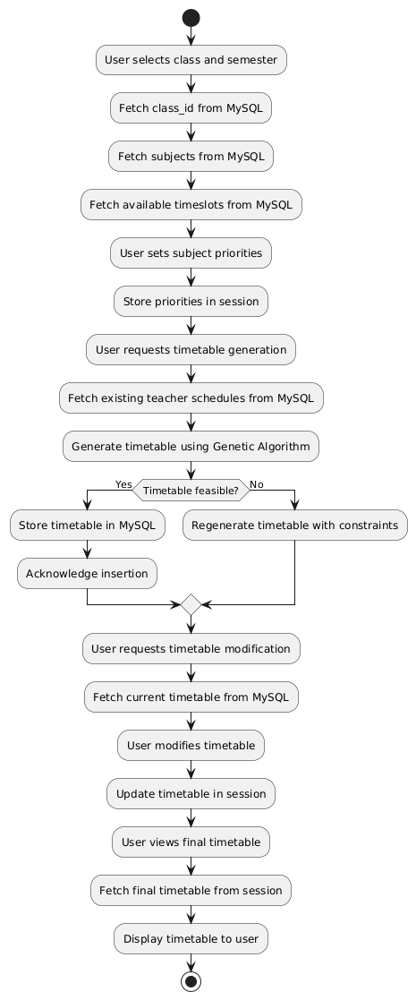 User selects class and semester
Fetch class_id from MySQL
Fetch subjects from MySQL
Fetch available timeslots from MySQL
User sets subject priorities
Store priorities in session
User requests timetable generation
Fetch existing teacher schedules from MySQL
Generate timetable using Genetic Algorithm
Timetable feasible?
Yes
No
Store timetable in MySQL
Regenerate timetable with constraints
Acknowledge insertion
User requests timetable modification
Fetch current timetable from MySQL
User modifies timetable
Update timetable in session
User views final timetable
Fetch final timetable from session
Display timetable to user